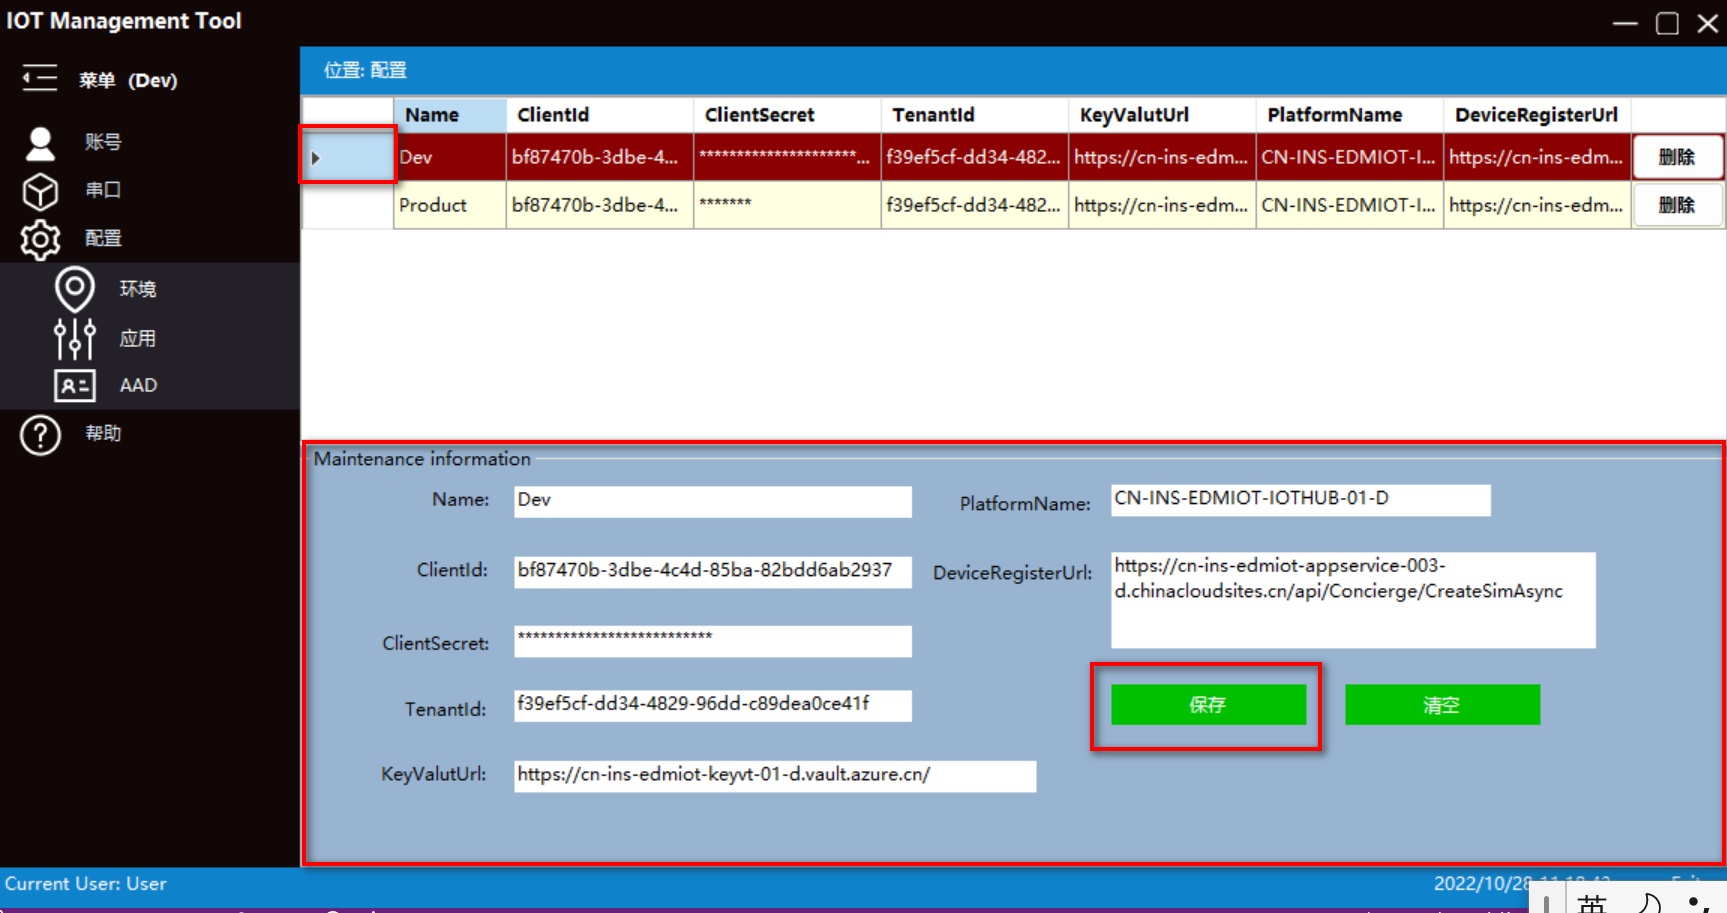 IOT Management Tool
菜单 (Dev)
账号
串口
配置
环境
应用
AAD
帮助
位置: 配置
Name ClientId ClientSecret TenantId KeyValutUrl PlatformName DeviceRegisterUrl
Dev bf87470b-3dbe-4... *********************... f39ef5cf-dd34-482... https://cn-ins-edm... CN-INS-EDMIOT-I... https://cn-ins-edm... 删除
Product bf87470b-3dbe-4... ******* f39ef5cf-dd34-482... https://cn-ins-edm... CN-INS-EDMIOT-I... https://cn-ins-edm... 删除
Maintenance information
Name: Dev
PlatformName: CN-INS-EDMIOT-IOTHUB-01-D
ClientId: bf87470b-3dbe-4c4d-85ba-82bdd6ab2937
DeviceRegisterUrl: https://cn-ins-edmiot-appservice-003-
d.chinacloudsites.cn/api/Concierge/CreateSimAsync
ClientSecret: **************************
TenantId: f39ef5cf-dd34-4829-96dd-c89dea0ce41f
保存 清空
KeyValutUrl: https://cn-ins-edmiot-keyvt-01-d.vault.azure.cn/
Current User: User
2022/10/28
英